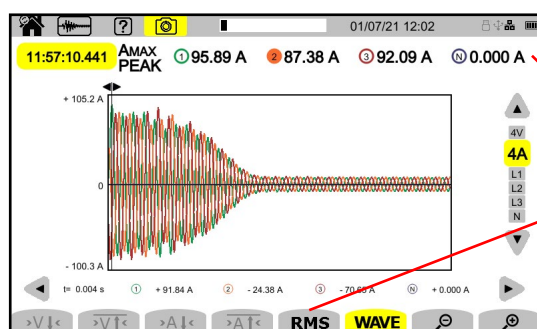 ? 01/07/21 12:02
11:57:10.441 AMAX PEAK 1 95.89 A 2 87.38 A 3 92.09 A N 0.000 A
+ 105.2 A
4V
4A
L1
0
L2
L3
N
- 100.3 A
t= 0.004 s 1 + 91.84 A 2 - 24.38 A 3 - 70.65 A N + 0.000 A
>V↓< >V↑< >A↓< >A↑< RMS WAVE